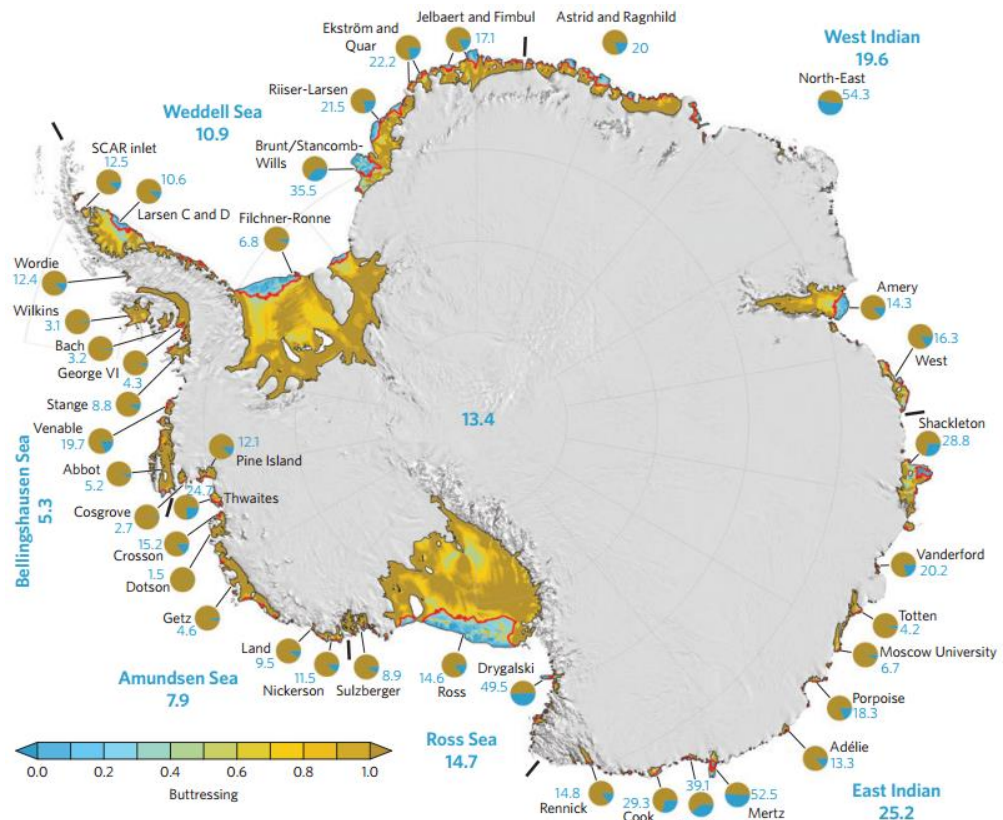 Jelbaert and Fimbul
17.1
Astrid and Ragnhild
20
Ekström and
Quar
22.2
West Indian
19.6
North-East
54.3
Riiser-Larsen
21.5
Weddell Sea
10.9
Brunt/Stancomb-
Wills
35.5
SCAR inlet
12.5
10.6
Larsen C and D
Filchner-Ronne
6.8
Wordie
12.4
Wilkins
3.1
Bach
3.2
George VI
4.3
Stange
8.8
Venable
19.7
Abbot
5.2
Cosgrove
2.7
Bellingshausen Sea
5.3
12.1
Pine Island
24.7
Thwaites
Crosson
15.2
Dotson
1.5
Getz
4.6
13.4
Amery
14.3
16.3
West
Shackleton
28.8
Vanderford
20.2
Totten
4.2
Moscow University
6.7
Porpoise
18.3
Adélie
13.3
East Indian
25.2
Land
9.5
Nickerson
11.5
Sulzberger
8.9
Ross
14.6
Drygalski
49.5
Amundsen Sea
7.9
Ross Sea
14.7
Rennick
14.8
Cook
29.3
39.1
Mertz
52.5
0.0 0.2 0.4 0.6 0.8 1.0
Buttressing